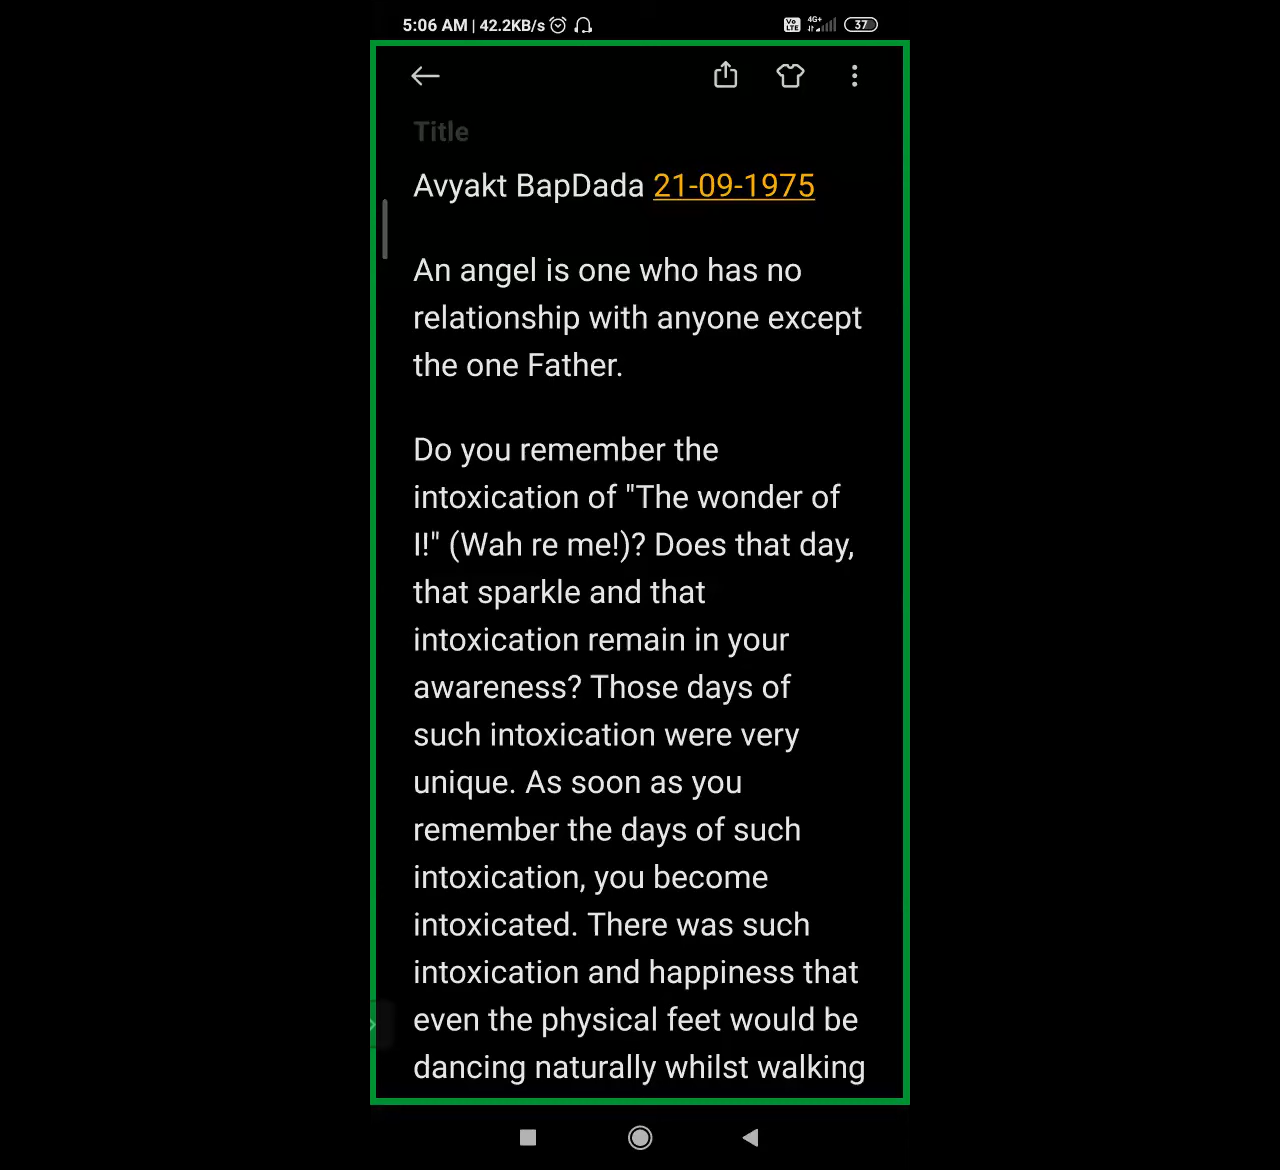 5:06 AM | 42.2KB/s Vo LTE 4G+ 37
Title
Avyakt BapDada 21-09-1975
An angel is one who has no
relationship with anyone except
the one Father.
Do you remember the
intoxication of "The wonder of
I!" (Wah re me!)? Does that day,
that sparkle and that
intoxication remain in your
awareness? Those days of
such intoxication were very
unique. As soon as you
remember the days of such
intoxication, you become
intoxicated. There was such
intoxication and happiness that
even the physical feet would be
dancing naturally whilst walking